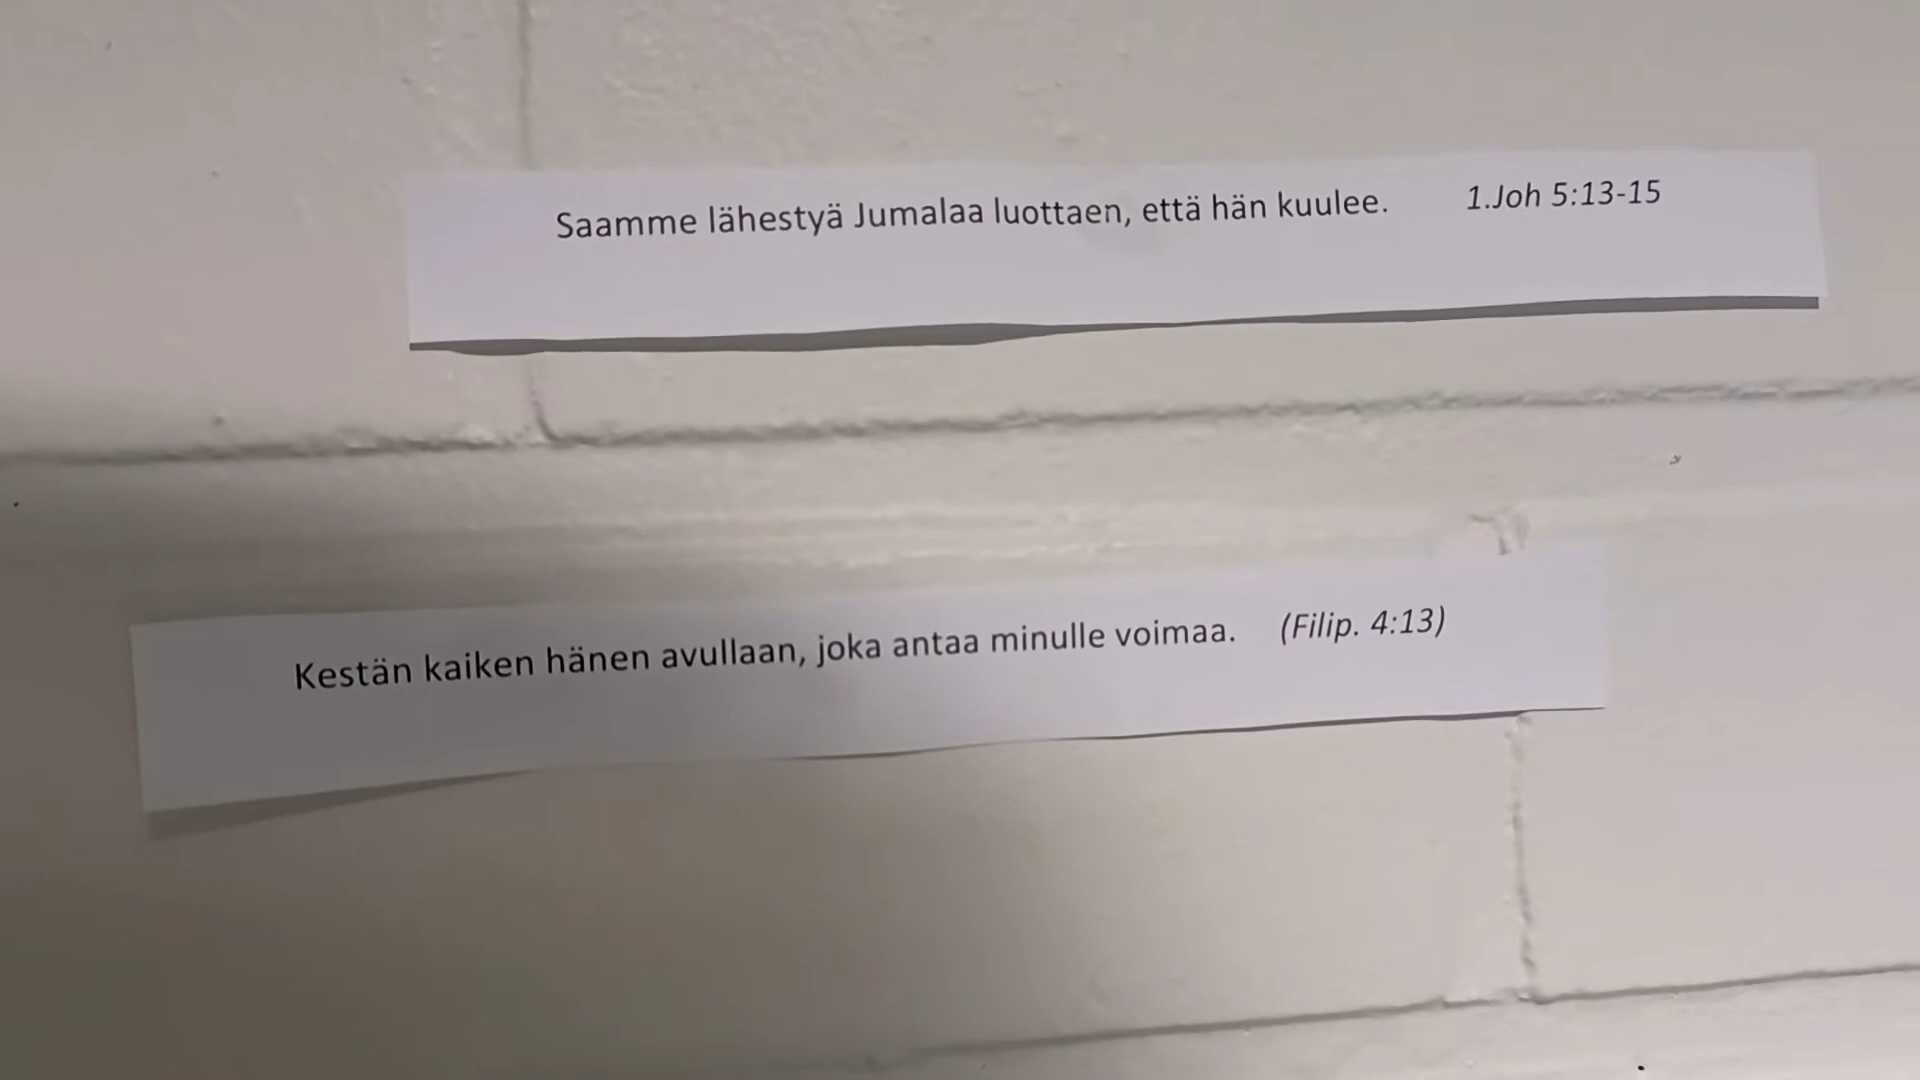 Saamme lähestyä Jumalaa luottaen, että hän kuulee. 1.Joh 5:13-15
Kestän kaiken hänen avullaan, joka antaa minulle voimaa. (Filip. 4:13)